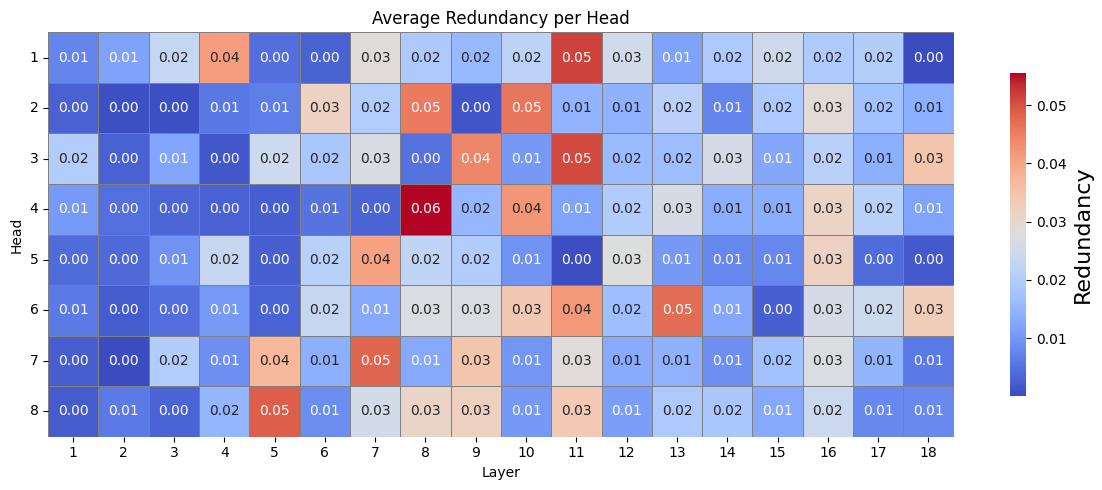 Average Redundancy per Head
1 0.01 0.01 0.02 0.04 0.00 0.00 0.03 0.02 0.02 0.02 0.05 0.03 0.01 0.02 0.02 0.02 0.02 0.00
2 0.00 0.00 0.00 0.01 0.01 0.03 0.02 0.05 0.00 0.05 0.01 0.01 0.02 0.01 0.02 0.03 0.02 0.01
3 0.02 0.00 0.01 0.00 0.02 0.02 0.03 0.00 0.04 0.01 0.05 0.02 0.02 0.03 0.01 0.02 0.01 0.03
4 0.01 0.00 0.00 0.00 0.00 0.01 0.00 0.06 0.02 0.04 0.01 0.02 0.03 0.01 0.01 0.03 0.02 0.01
5 0.00 0.00 0.01 0.02 0.00 0.02 0.04 0.02 0.02 0.01 0.00 0.03 0.01 0.01 0.01 0.03 0.00 0.00
6 0.01 0.00 0.00 0.01 0.00 0.02 0.01 0.03 0.03 0.03 0.04 0.02 0.05 0.01 0.00 0.03 0.02 0.03
7 0.00 0.00 0.02 0.01 0.04 0.01 0.05 0.01 0.03 0.01 0.03 0.01 0.01 0.01 0.02 0.03 0.01 0.01
8 0.00 0.01 0.00 0.02 0.05 0.01 0.03 0.03 0.03 0.01 0.03 0.01 0.02 0.02 0.01 0.02 0.01 0.01
1 2 3 4 5 6 7 8 9 10 11 12 13 14 15 16 17 18
Layer
Head
0.05
0.04
0.03
0.02
0.01
Redundancy